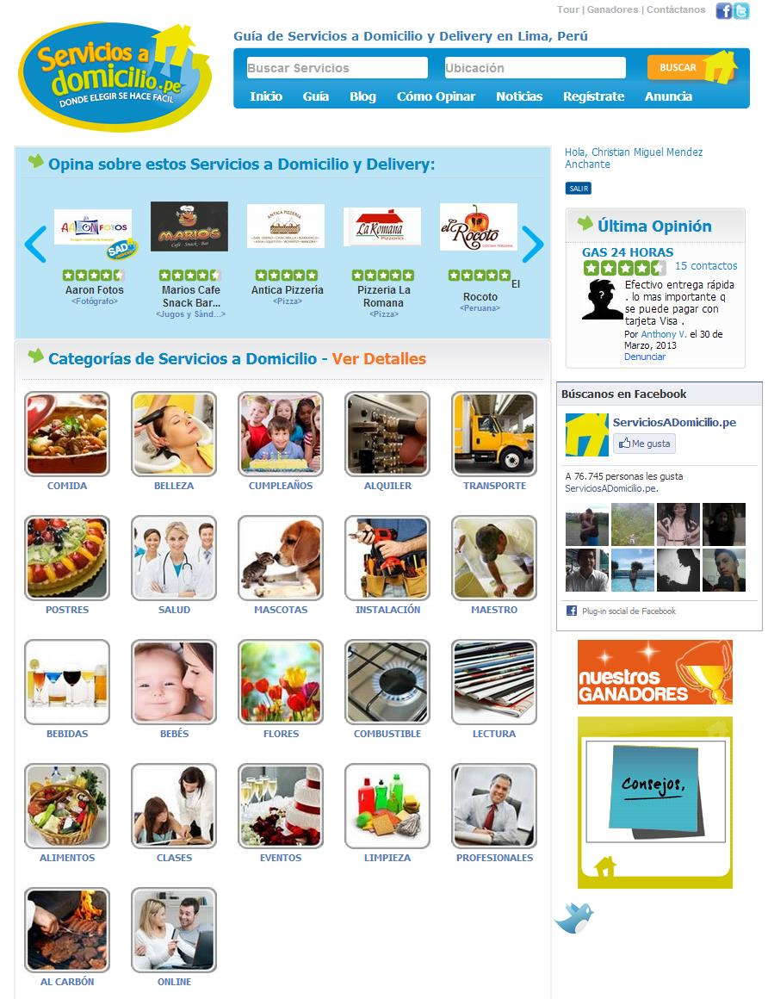 Tour | Ganadores | Contáctanos
Servicios a
domicilio.pe
DONDE ELEGIR SE HACE FACIL
Guía de Servicios a Domicilio y Delivery en Lima, Perú
Buscar Servicios
Ubicación
BUSCAR
Inicio Guía Blog Cómo Opinar Noticias Regístrate Anuncia
Opina sobre estos Servicios a Domicilio y Delivery:
AARON FOTOS
SAD
MARIO'S
Café - Snack - Bar
ANTICA PIZZERIA
La Romana
Pizzeria
el Rocoto
COCINA PERUANA
Aaron Fotos
<Fotógrafo>
Marios Cafe
Snack Bar...
<Jugos y Sánd...>
Antica Pizzería
<Pizza>
Pizzeria La
Romana
<Pizza>
El
Rocoto
<Peruana>
Hola, Christian Miguel Mendez
Anchante
SALIR
Última Opinión
GAS 24 HORAS
15 contactos
Efectivo entrega rápida
. lo mas importante q
se puede pagar con
tarjeta Visa .
Por Anthony V. el 30 de
Marzo, 2013
Denunciar
Categorías de Servicios a Domicilio - Ver Detalles
COMIDA
BELLEZA
CUMPLEAÑOS
ALQUILER
TRANSPORTE
POSTRES
SALUD
MASCOTAS
INSTALACIÓN
MAESTRO
BEBIDAS
BEBÉS
FLORES
COMBUSTIBLE
LECTURA
ALIMENTOS
CLASES
EVENTOS
LIMPIEZA
PROFESIONALES
AL CARBÓN
ONLINE
Búscanos en Facebook
ServiciosADomicilio.pe
Me gusta
A 76.745 personas les gusta
ServiciosADomicilio.pe.
Plug-in social de Facebook
nuestros
GANADORES
Consejos,